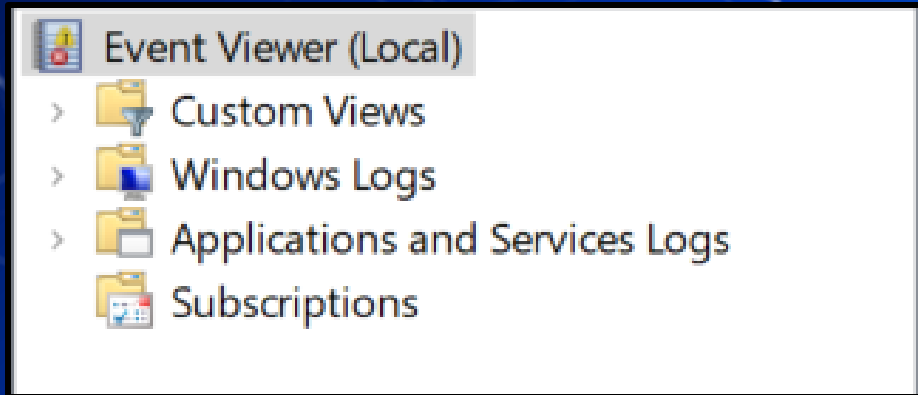 Event Viewer (Local)
Custom Views
Windows Logs
Applications and Services Logs
Subscriptions